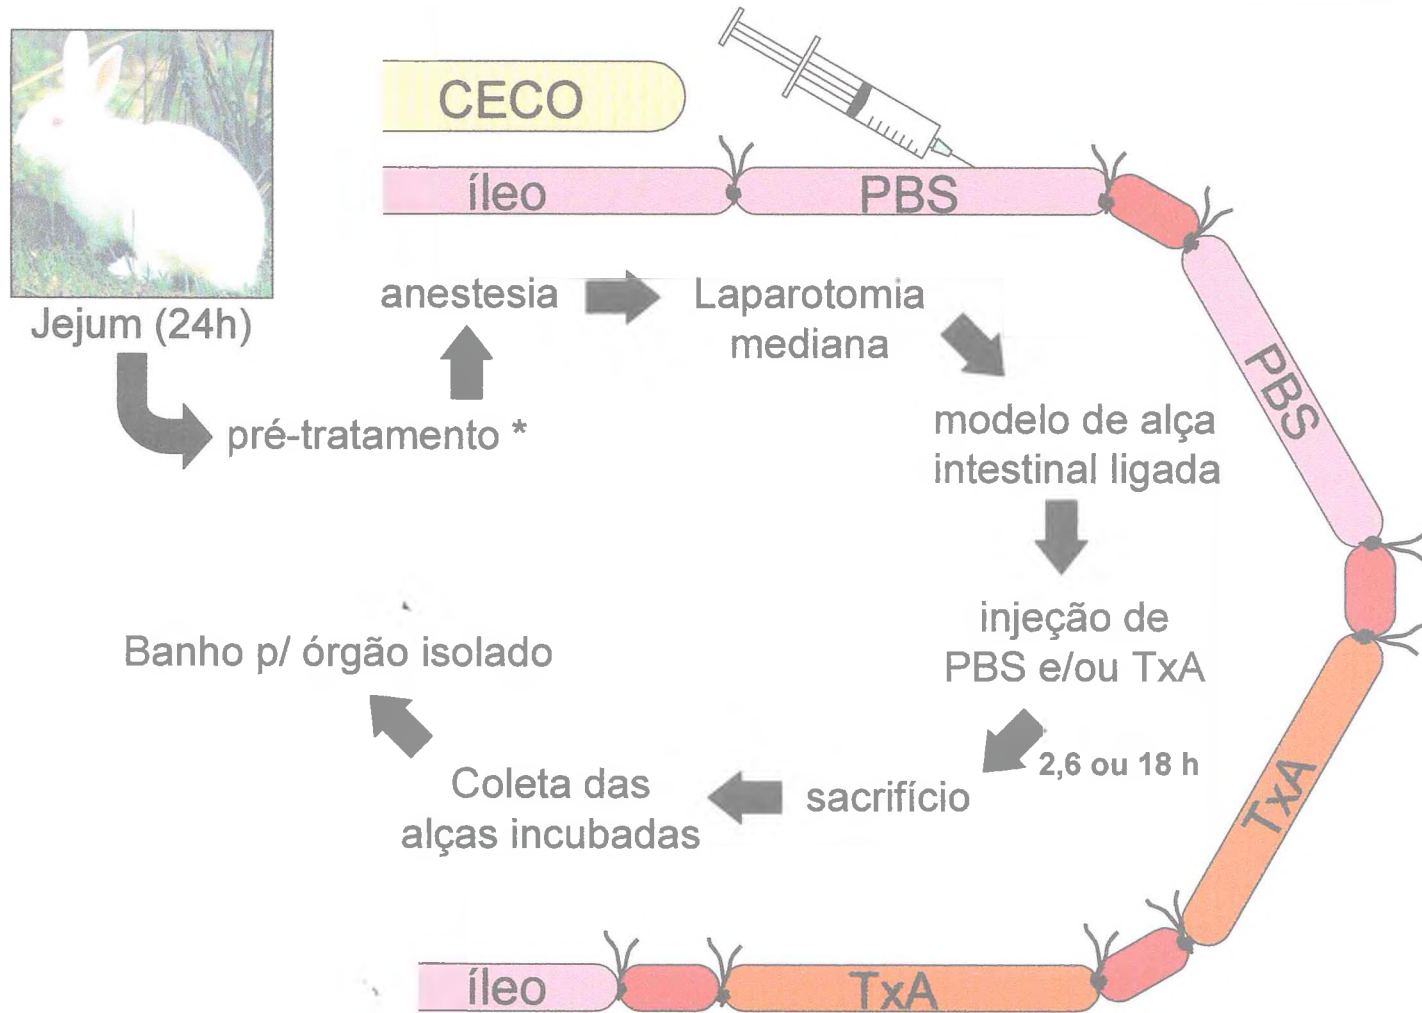 CECO
íleo
PBS
PBS
Jejum (24h)
pré-tratamento *
anestesia
Laparotomia
mediana
modelo de alça
intestinal ligada
injeção de
PBS e/ou TxA
2,6 ou 18 h
sacrifício
Coleta das
alças incubadas
Banho p/ órgão isolado
TxA
TxA
íleo